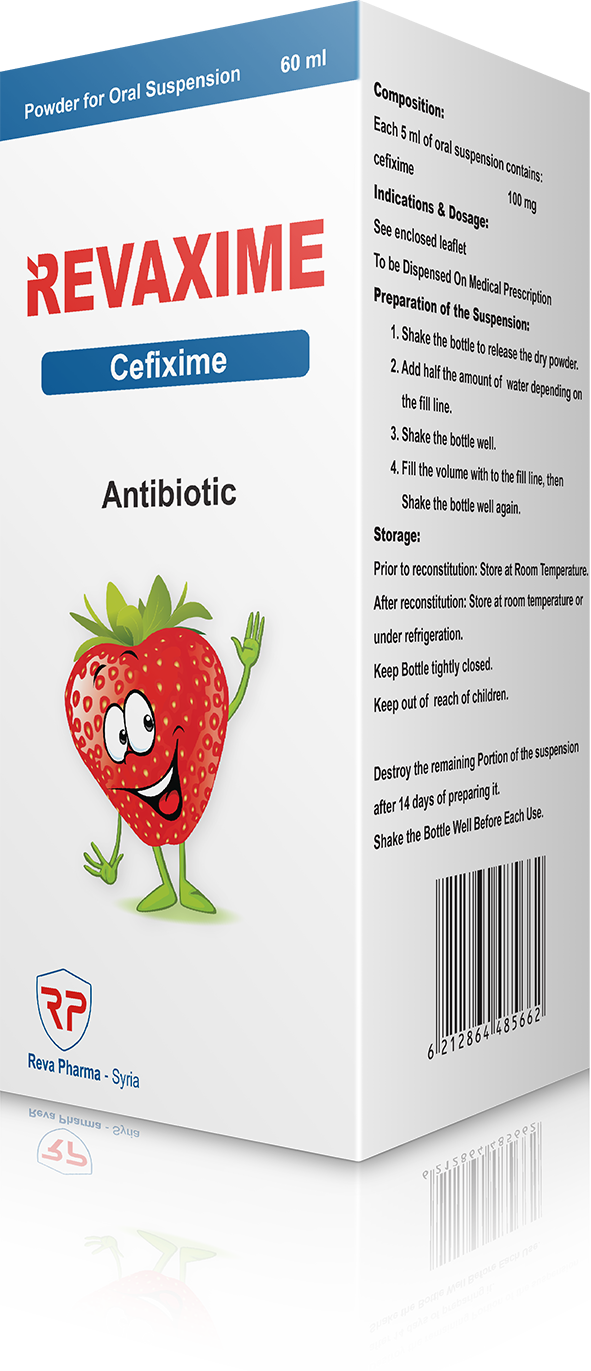 Powder for Oral Suspension 60 ml
REVAXIME
Cefixime
Antibiotic
RP
Reva Pharma - Syria
Composition:
Each 5 ml of oral suspension contains:
cefixime 100 mg
Indications & Dosage:
See enclosed leaflet
To be Dispensed On Medical Prescription
Preparation of the Suspension:
1. Shake the bottle to release the dry powder.
2. Add half the amount of water depending on
the fill line.
3. Shake the bottle well.
4. Fill the volume with to the fill line, then
Shake the bottle well again.
Storage:
Prior to reconstitution: Store at Room Temperature.
After reconstitution: Store at room temperature or
under refrigeration.
Keep Bottle tightly closed.
Keep out of reach of children.
Destroy the remaining Portion of the suspension
after 14 days of preparing it.
Shake the Bottle Well Before Each Use.
6 212864 485662